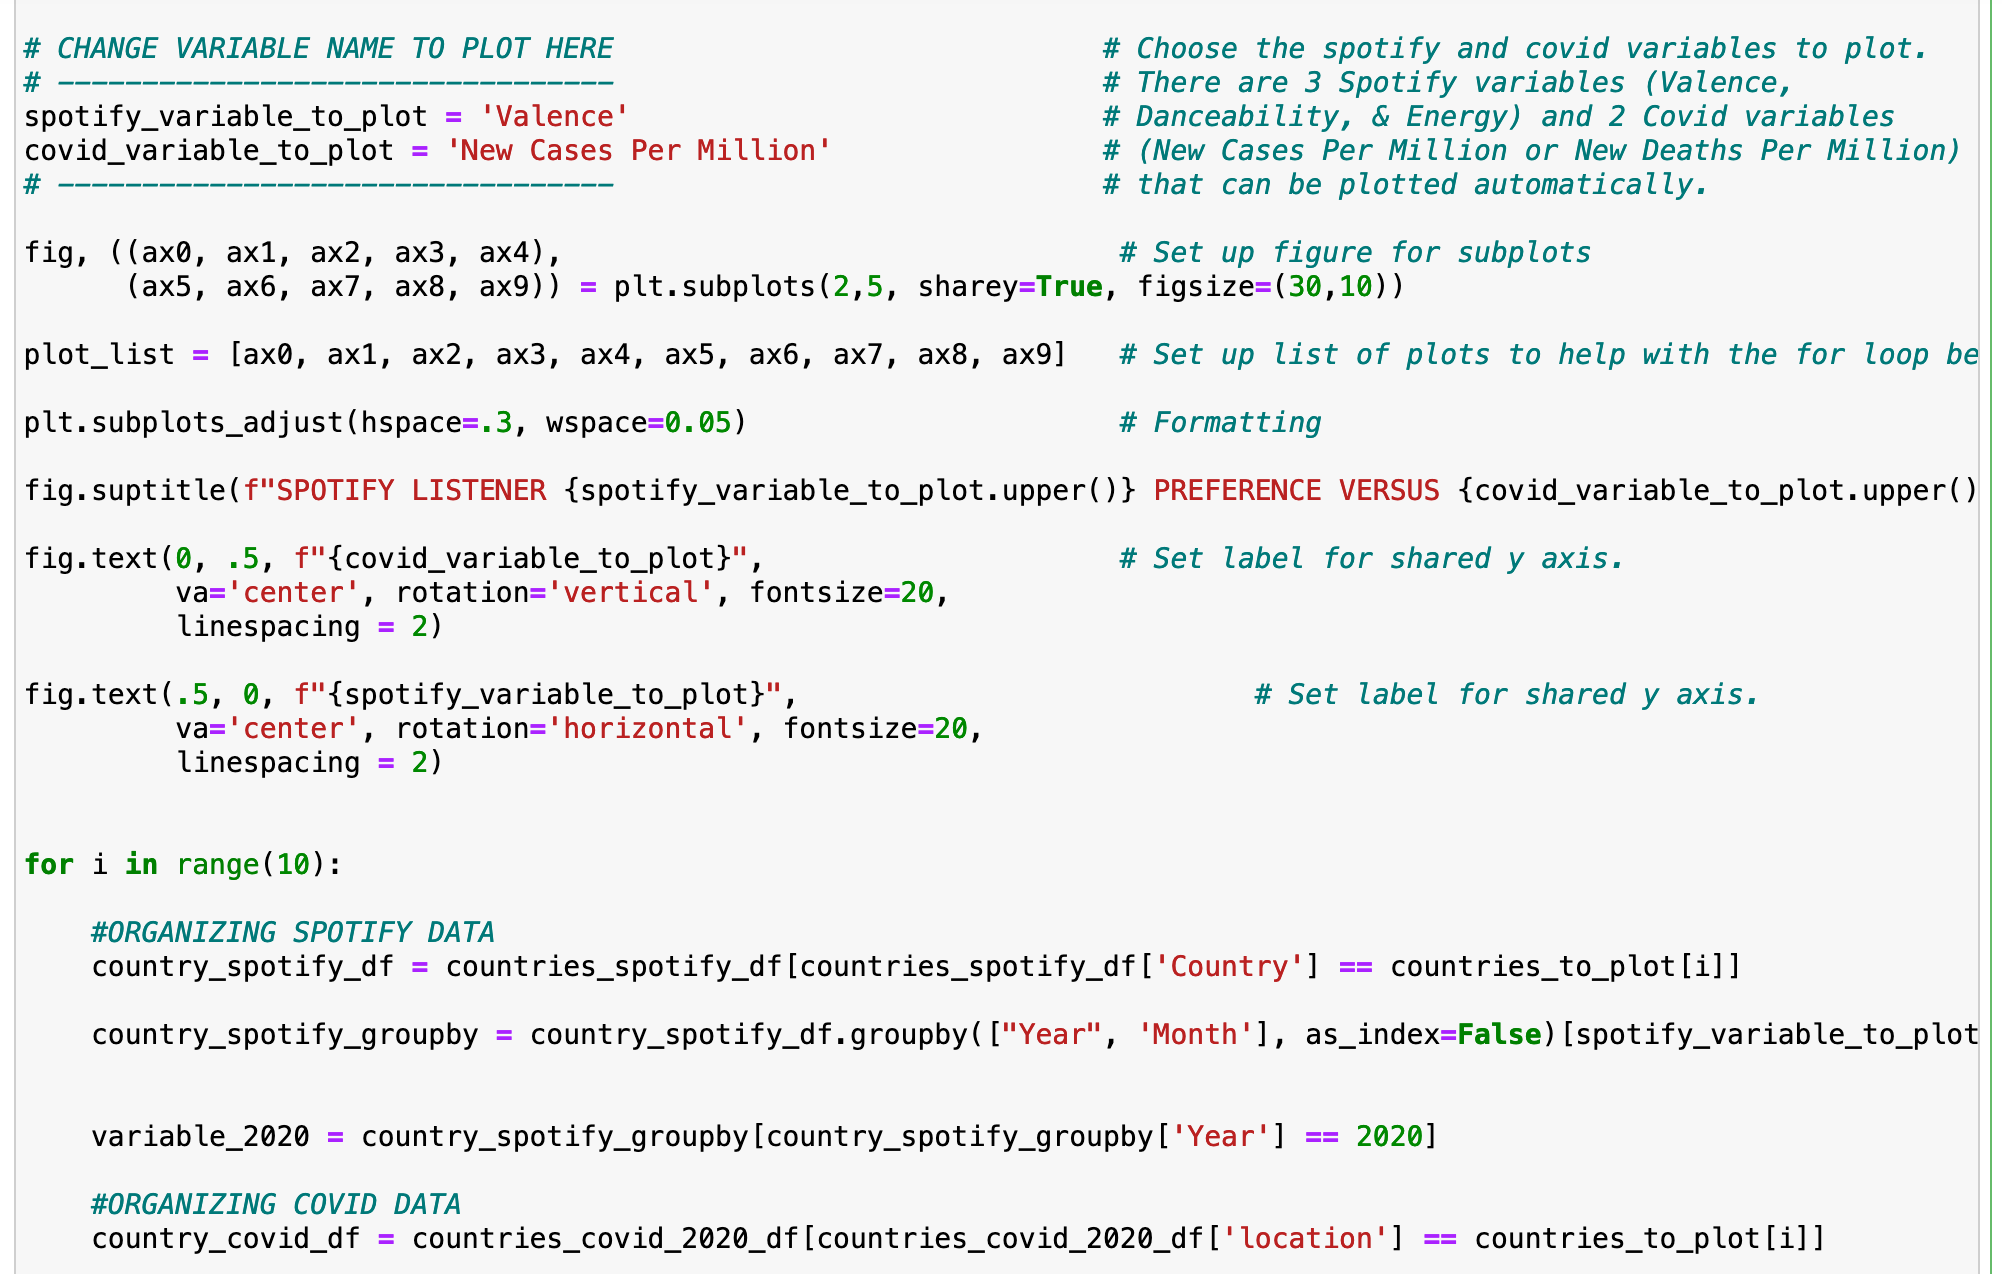 # CHANGE VARIABLE NAME TO PLOT HERE                             # Choose the spotify and covid variables to plot.
# ---------------------------------                             # There are 3 Spotify variables (Valence,
spotify_variable_to_plot = 'Valence'                            # Danceability, & Energy) and 2 Covid variables
covid_variable_to_plot = 'New Cases Per Million'                # (New Cases Per Million or New Deaths Per Million)
# ---------------------------------                             # that can be plotted automatically.
fig, ((ax0, ax1, ax2, ax3, ax4),                                 # Set up figure for subplots
      (ax5, ax6, ax7, ax8, ax9)) = plt.subplots(2,5, sharey=True, figsize=(30,10))
plot_list = [ax0, ax1, ax2, ax3, ax4, ax5, ax6, ax7, ax8, ax9]   # Set up list of plots to help with the for loop be
plt.subplots_adjust(hspace=.3, wspace=0.05)                      # Formatting
fig.suptitle(f"SPOTIFY LISTENER {spotify_variable_to_plot.upper()} PREFERENCE VERSUS {covid_variable_to_plot.upper()
fig.text(0, .5, f"{covid_variable_to_plot}",                     # Set label for shared y axis.
         va='center', rotation='vertical', fontsize=20,
         linespacing = 2)
fig.text(.5, 0, f"{spotify_variable_to_plot}",                           # Set label for shared y axis.
         va='center', rotation='horizontal', fontsize=20,
         linespacing = 2)
for i in range(10):
    #ORGANIZING SPOTIFY DATA
    country_spotify_df = countries_spotify_df[countries_spotify_df['Country'] == countries_to_plot[i]]
    country_spotify_groupby = country_spotify_df.groupby(["Year", 'Month'], as_index=False)[spotify_variable_to_plot
    variable_2020 = country_spotify_groupby[country_spotify_groupby['Year'] == 2020]
    #ORGANIZING COVID DATA
    country_covid_df = countries_covid_2020_df[countries_covid_2020_df['location'] == countries_to_plot[i]]